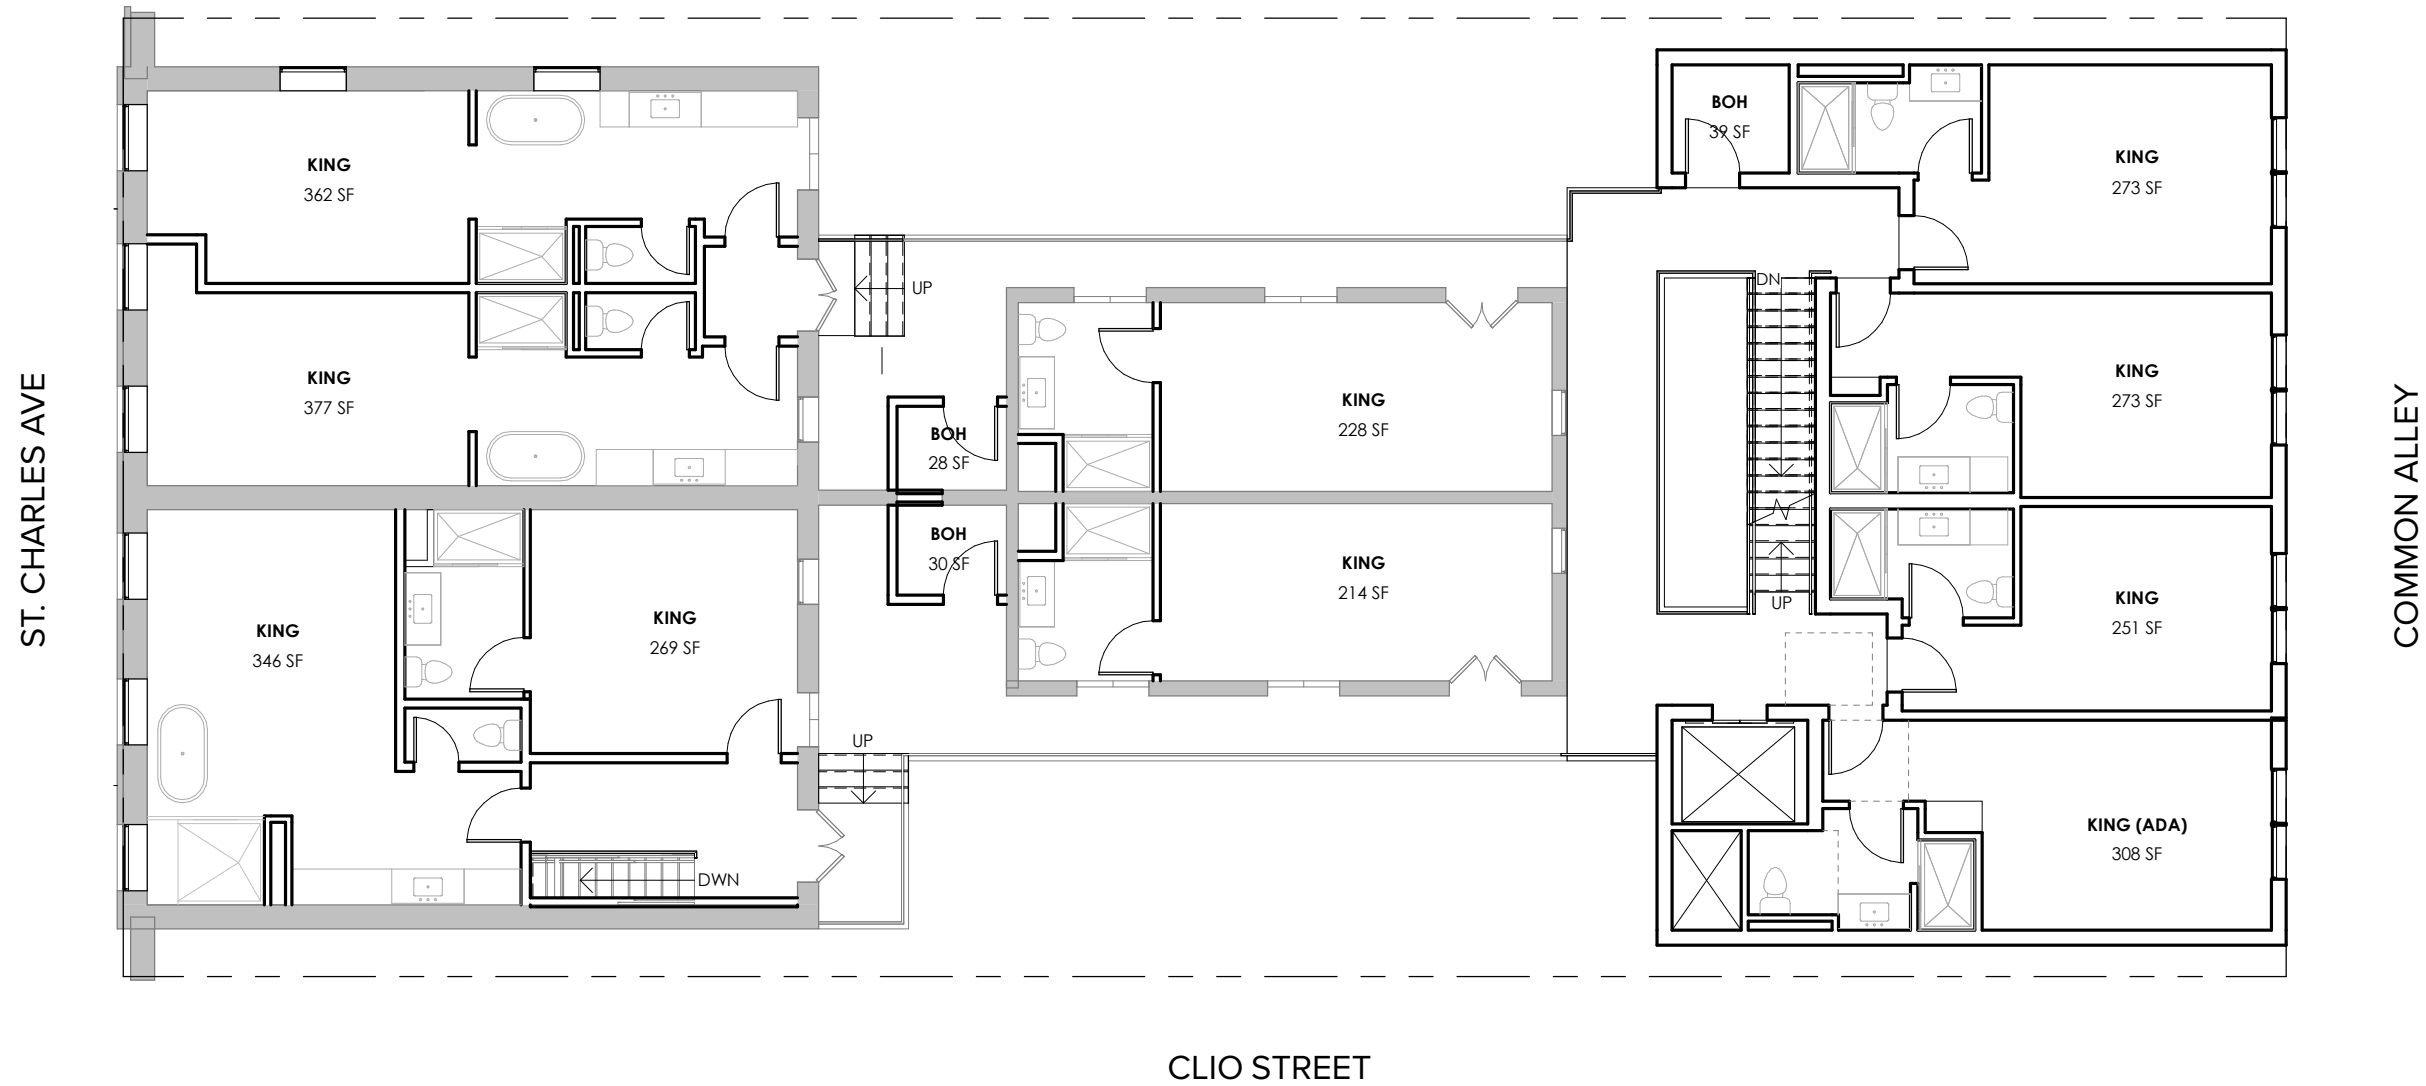 BOH
39 SF
KING
273 SF
KING
362 SF
DN
UP
KING
273 SF
KING
377 SF
KING
228 SF
BOH
28 SF
BOH
30 SF
KING
214 SF
UP
KING
251 SF
KING
269 SF
KING
346 SF
UP
KING (ADA)
308 SF
DWN
ST. CHARLES AVE
COMMON ALLEY
CLIO STREET